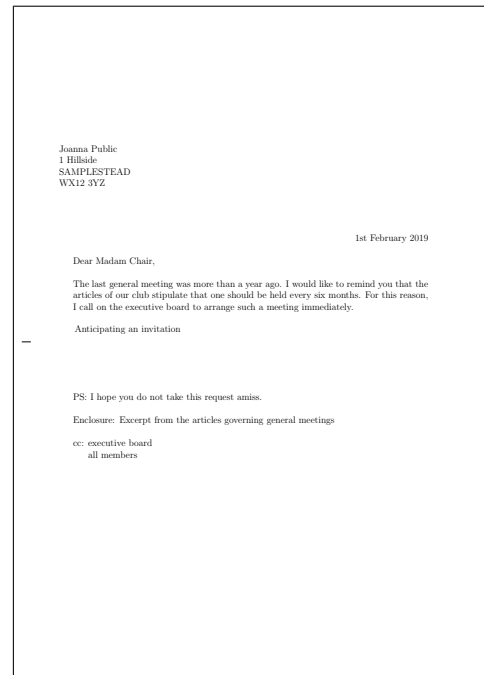 Joanna Public
1 Hillside
SAMPLESTEAD
WX12 3YZ
1st February 2019
Dear Madam Chair,
The last general meeting was more than a year ago. I would like to remind you that the
articles of our club stipulate that one should be held every six months. For this reason,
I call on the executive board to arrange such a meeting immediately.
Anticipating an invitation
PS: I hope you do not take this request amiss.
Enclosure: Excerpt from the articles governing general meetings
cc: executive board
all members